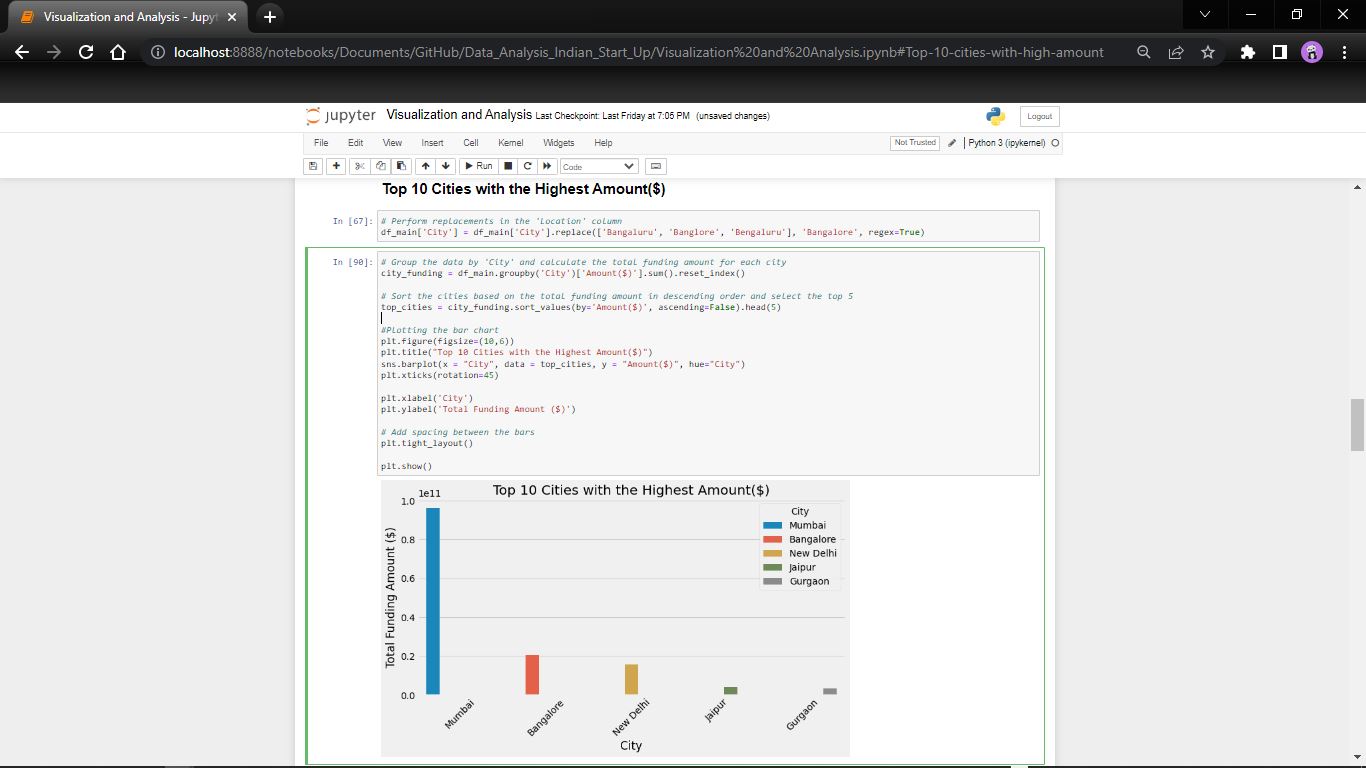 Visualization and Analysis - Jupyt
localhost:8888/notebooks/Documents/GitHub/Data_Analysis_Indian_Start_Up/Visualization%20and%20Analysis.ipynb#Top-10-cities-with-high-amount
jupyter Visualization and Analysis Last Checkpoint: Last Friday at 7:05 PM (unsaved changes) Logout
File Edit View Insert Cell Kernel Widgets Help Not Trusted Python 3 (ipykernel)
Run Code
Top 10 Cities with the Highest Amount($)
In [67]: # Perform replacements in the 'Location' column
df_main['City'] = df_main['City'].replace(['Bangaluru', 'Banglore', 'Bengaluru'], 'Bangalore', regex=True)
In [90]: # Group the data by 'City' and calculate the total funding amount for each city
city_funding = df_main.groupby('City')['Amount($)'].sum().reset_index()
# Sort the cities based on the total funding amount in descending order and select the top 5
top_cities = city_funding.sort_values(by='Amount($)', ascending=False).head(5)
#Plotting the bar chart
plt.figure(figsize=(10,6))
plt.title("Top 10 Cities with the Highest Amount($)")
sns.barplot(x = "City", data = top_cities, y = "Amount($)", hue="City")
plt.xticks(rotation=45)
plt.xlabel('City')
plt.ylabel('Total Funding Amount ($)')
# Add spacing between the bars
plt.tight_layout()
plt.show()
Top 10 Cities with the Highest Amount($)
1e11
1.0
0.8
0.6
0.4
0.2
0.0
Total Funding Amount ($)
City
Mumbai
Bangalore
New Delhi
Jaipur
Gurgaon
Mumbai
Bangalore
New Delhi
Jaipur
Gurgaon
City